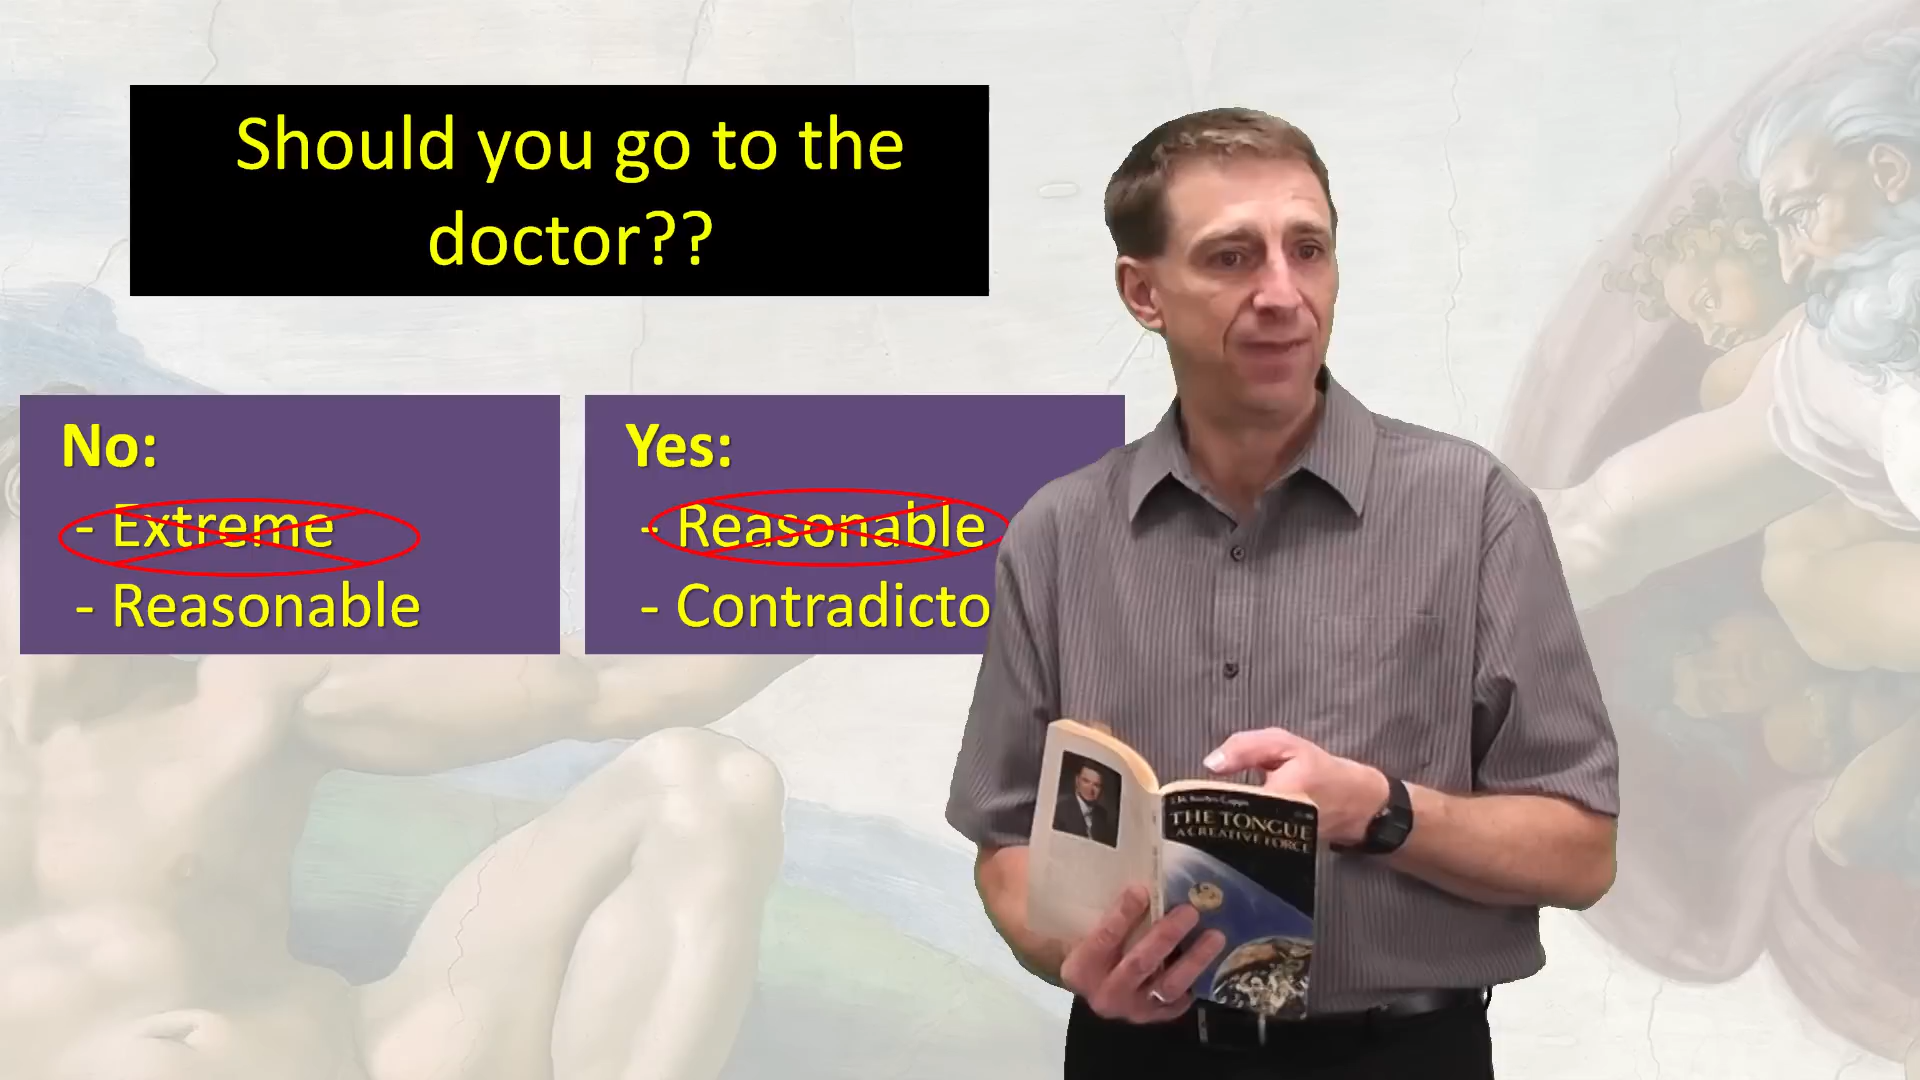 Should you go to the
doctor??
No:
- Extreme
- Reasonable
Yes:
- Reasonable
- Contradicto
THE TONGUE
A CREATIVE FORCE